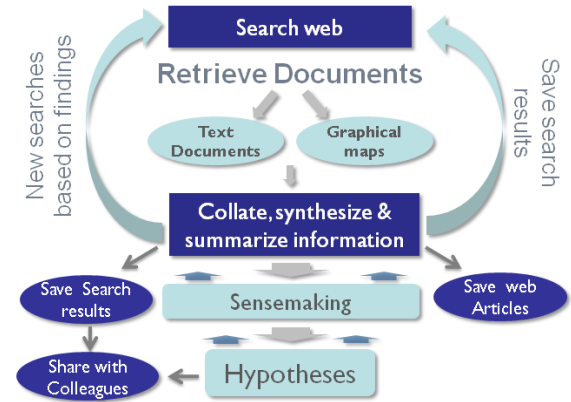 Search web
Retrieve Documents
New searches
based on findings
Save search
results
Text
Documents
Graphical
maps
Collate, synthesize &
summarize information
Save Search
results
Sensemaking
Save web
Articles
Share with
Colleagues
Hypotheses